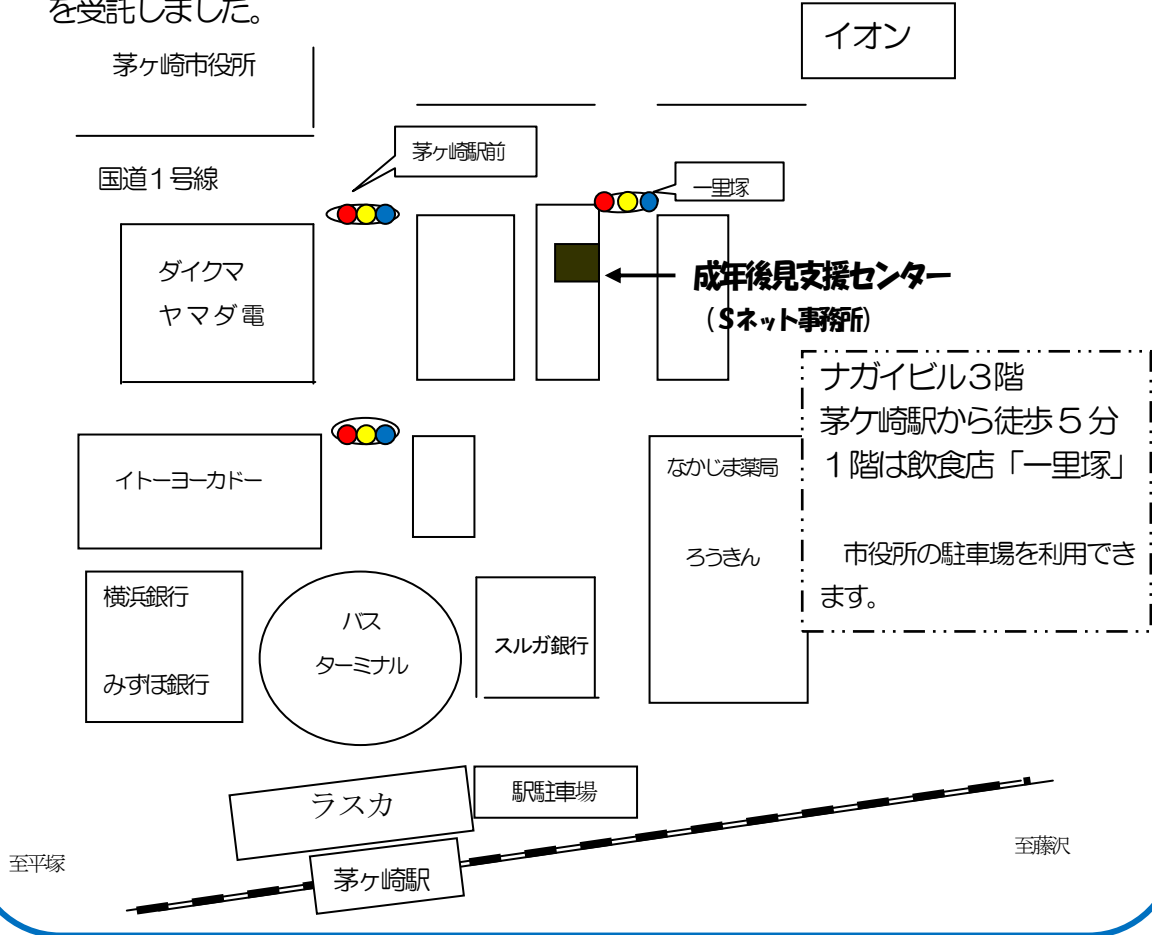 を受託しました。
イオン
茅ヶ崎市役所
茅ヶ崎駅前
国道１号線
一里塚
ダイクマ
ヤマダ電
成年後見支援センター
（Sネット事務所）
ナガイビル３階
茅ケ崎駅から徒歩５分
１階は飲食店「一里塚」
市役所の駐車場を利用でき
ます。
イトーヨーカドー
なかじま薬局
ろうきん
横浜銀行
みずほ銀行
バス
ターミナル
スルガ銀行
ラスカ
駅駐車場
至平塚
茅ヶ崎駅
至藤沢